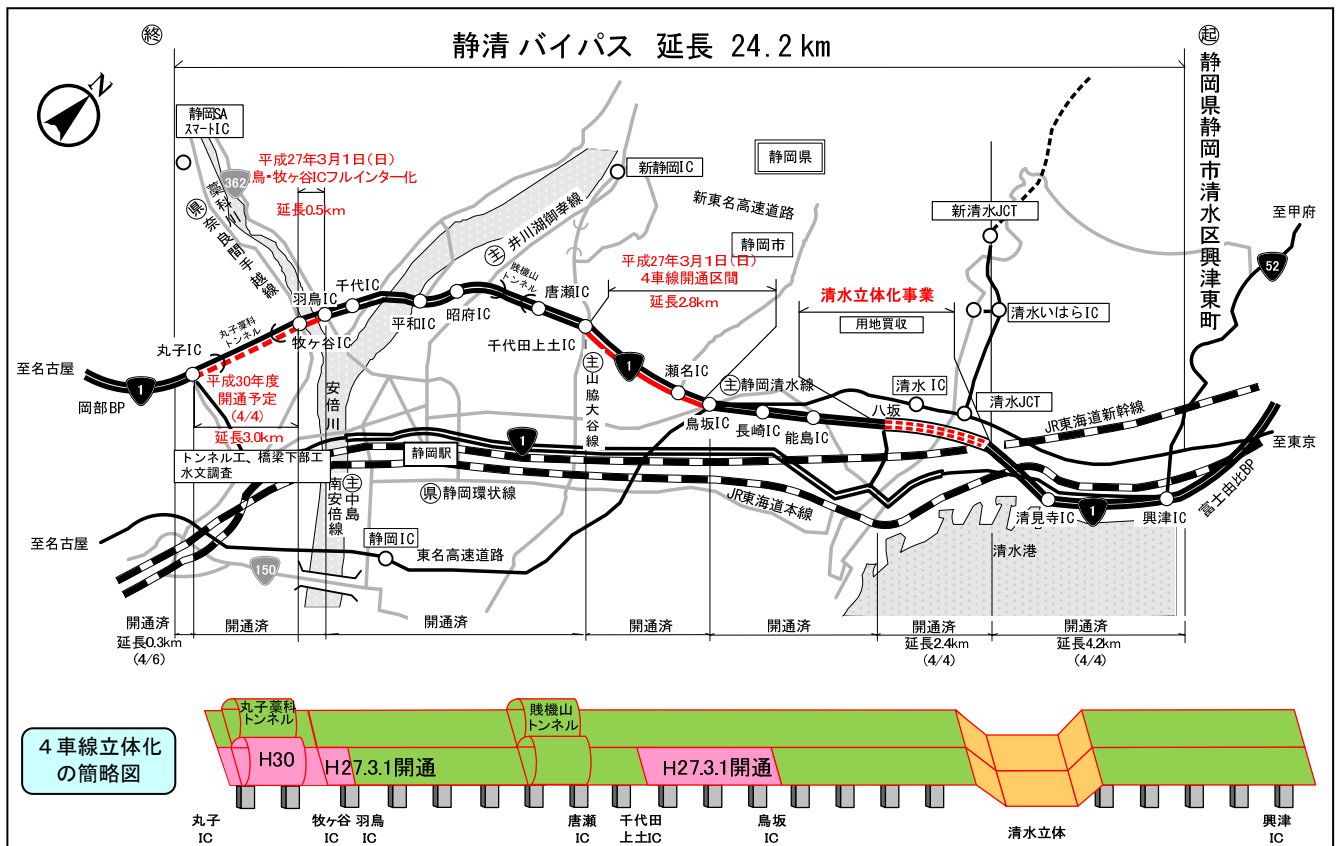 終
静清 バイパス 延長 24.2km
起
静岡県静岡市清水区興津東町
N
静岡SA
スマートIC
平成27年3月1日(日)
鳥・牧ヶ谷ICフルインター化
延長0.5km
362
藁科川
県 奈良間手越線
主 井川湖御幸線
新静岡IC
静岡県
新東名高速道路
静岡市
新清水JCT
至甲府
52
平成27年3月1日(日)
4車線開通区間
延長2.8km
清水立体化事業
用地買収
清水いはらIC
羽鳥IC
千代IC
賎機山
トンネル
唐瀬IC
平和IC
昭府IC
牧ヶ谷IC
千代田上土IC
丸子藁科
トンネル
丸子IC
至名古屋
1
岡部BP
平成30年度
開通予定
(4/4)
延長3.0km
トンネル工、橋梁下部工
水文調査
安倍川
主 山脇大谷線
1
瀬名IC
主 静岡清水線
鳥坂IC
長崎IC
能島IC
八坂
清水IC
清水JCT
JR東海道新幹線
至東京
富士由比BP
1
静岡駅
主 中島南安倍線
県 静岡環状線
JR東海道本線
清見寺IC
1
興津IC
清水港
至名古屋
静岡IC
東名高速道路
150
開通済
延長0.3km
(4/6)
開通済
開通済
開通済
開通済
開通済
延長2.4km
(4/4)
開通済
延長4.2km
(4/4)
4車線立体化
の簡略図
丸子藁科
トンネル
賎機山
トンネル
H30
H27.3.1開通
H27.3.1開通
丸子
IC
牧ヶ谷
IC
羽鳥
IC
唐瀬
IC
千代田
上土IC
鳥坂
IC
清水立体
興津
IC